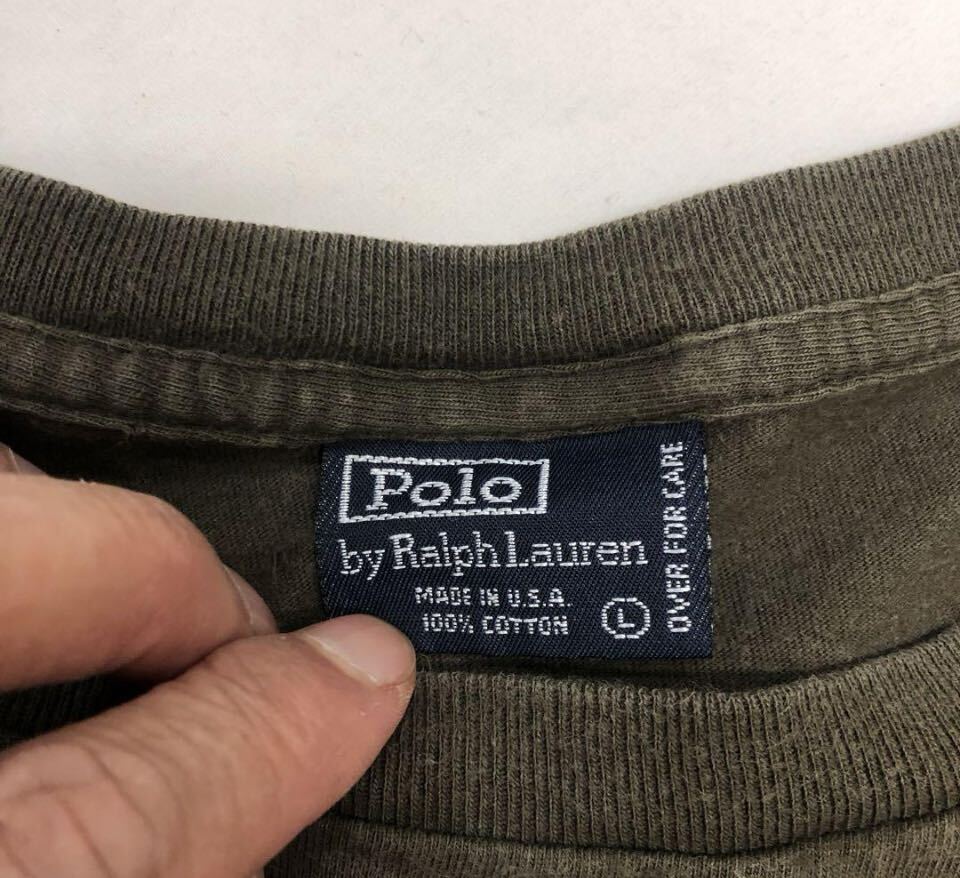 Polo
by Ralph Lauren
MADE IN U.S.A.
100% COTTON
L
OVER FOR CARE